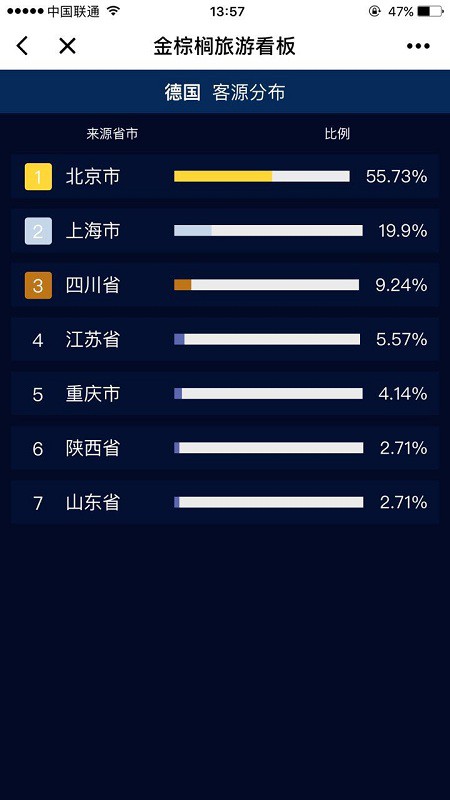 中国联通 13:57 47%
金棕榈旅游看板
德国 客源分布
来源省市 比例
1 北京市 55.73%
2 上海市 19.9%
3 四川省 9.24%
4 江苏省 5.57%
5 重庆市 4.14%
6 陕西省 2.71%
7 山东省 2.71%